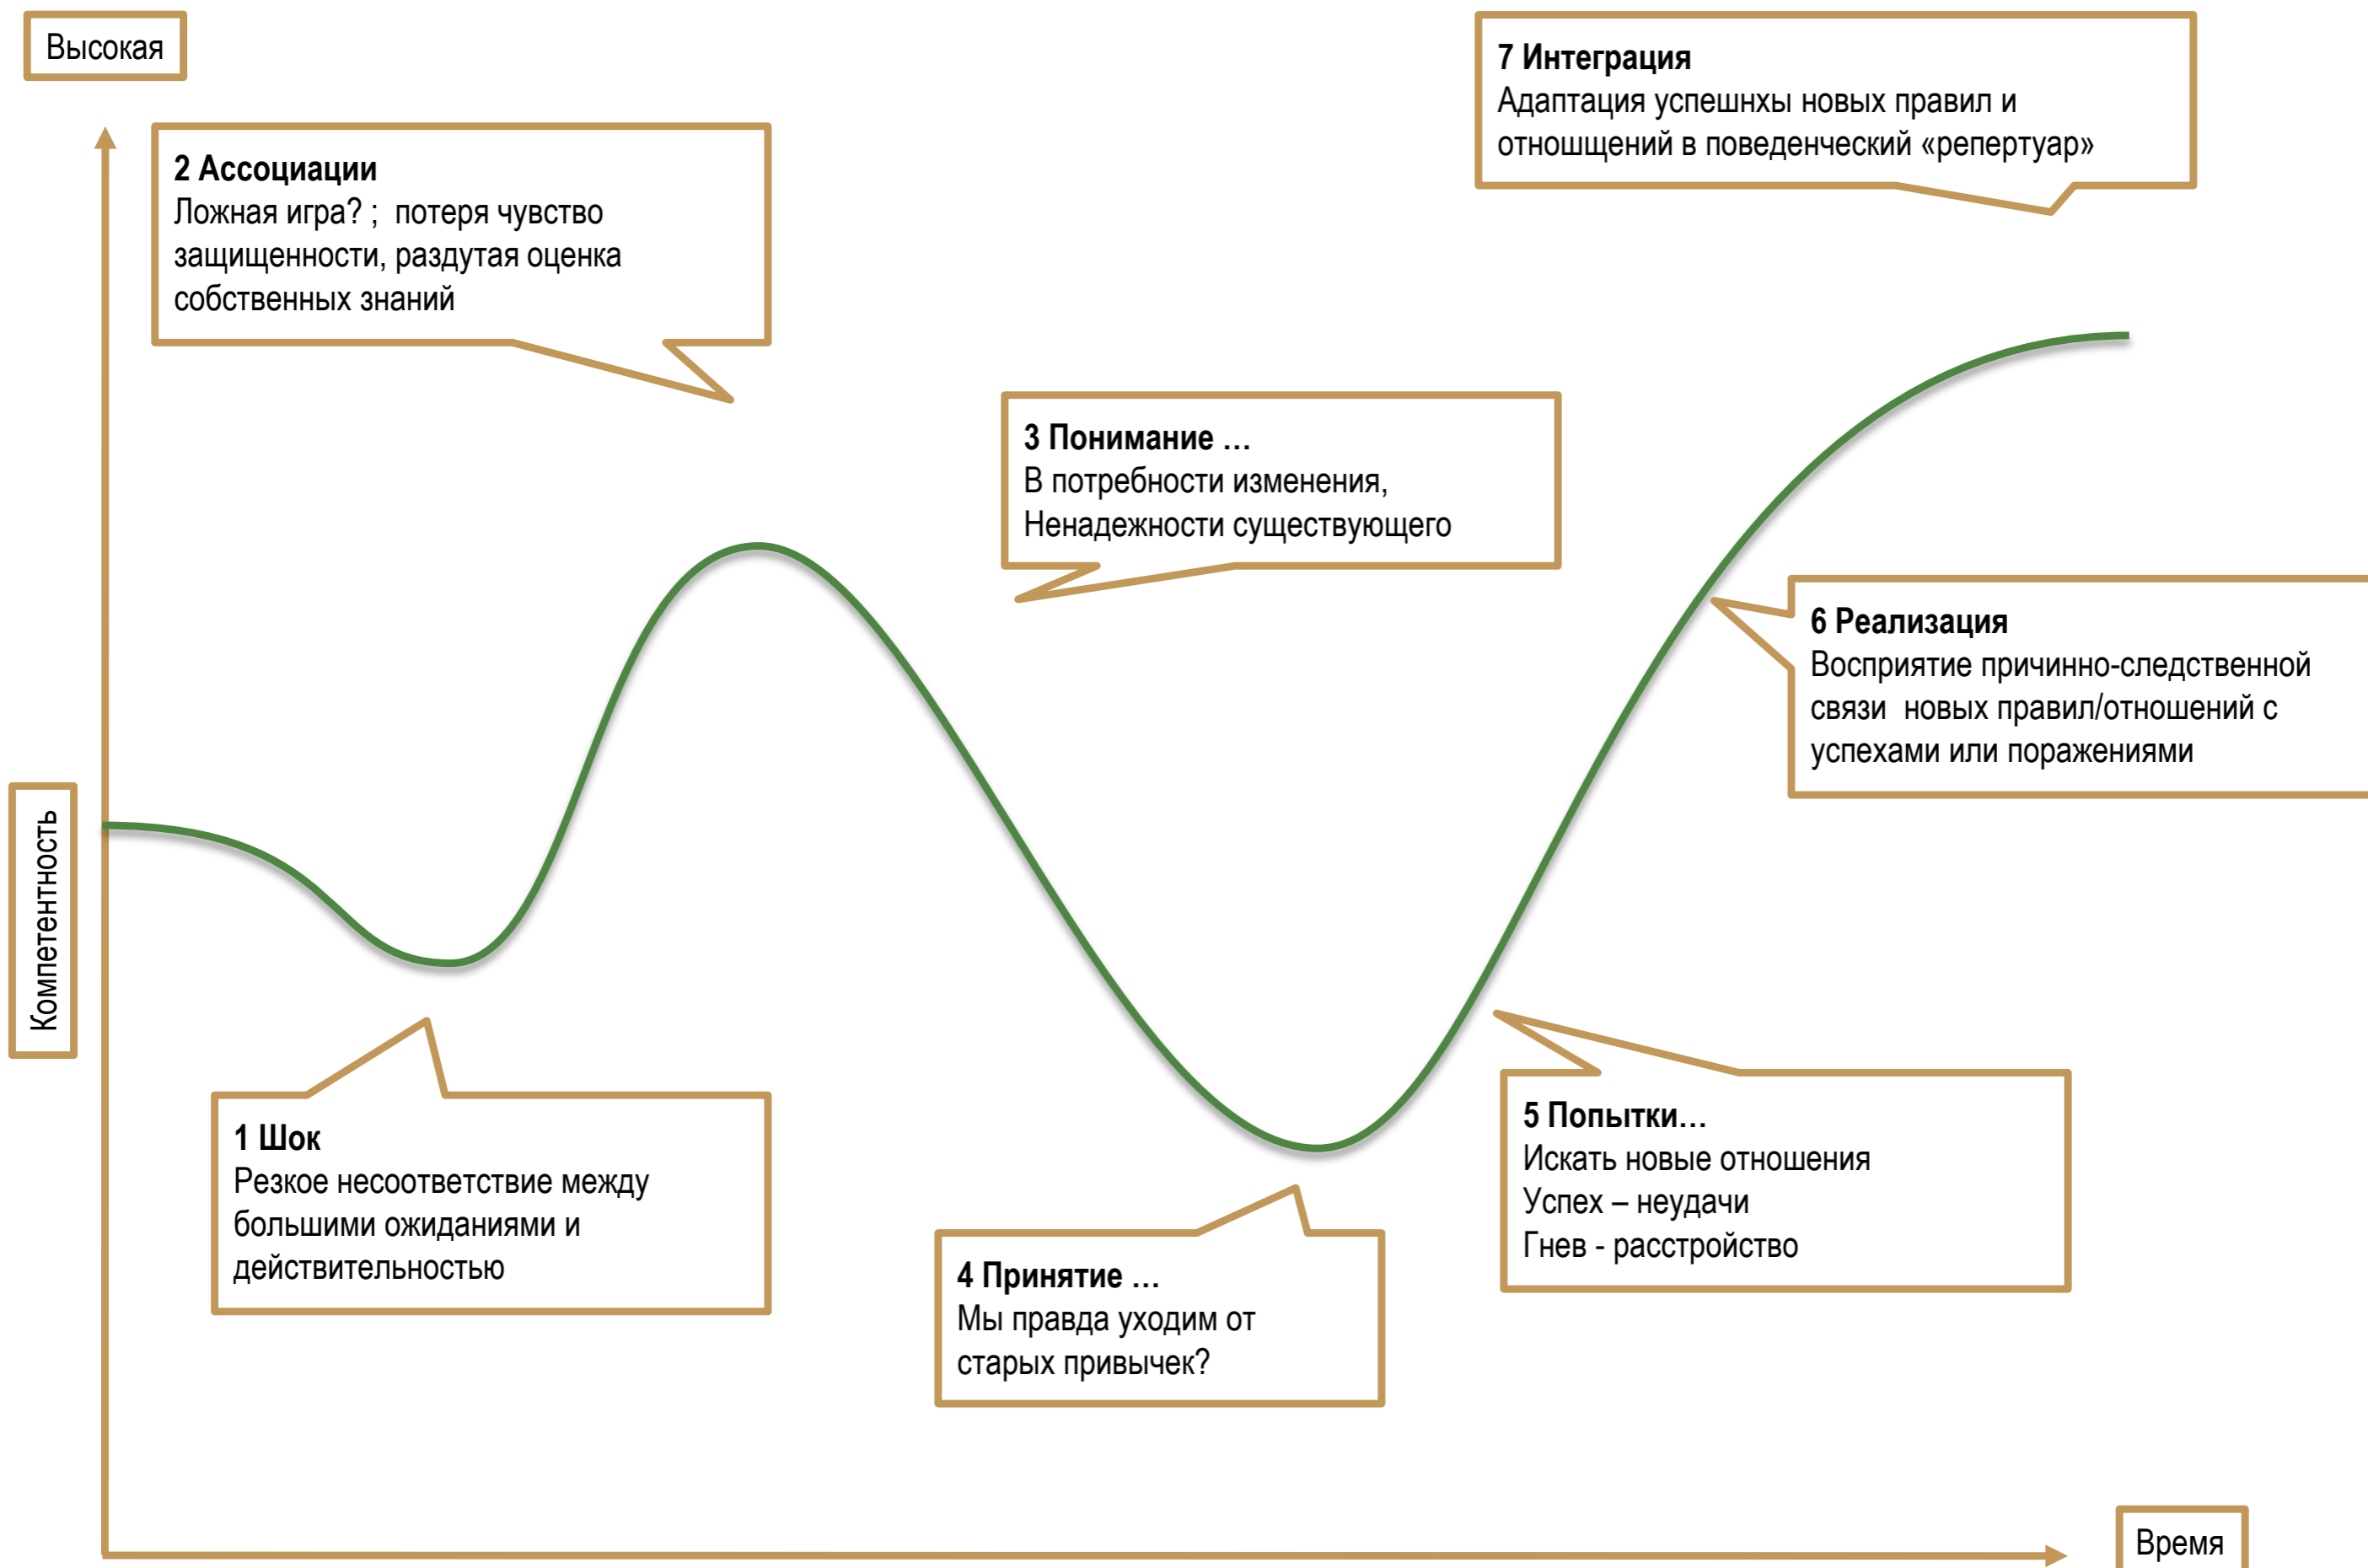 Высокая
7 Интеграция
Адаптация успешнхы новых правил и
отношщений в поведенческий «репертуар»
2 Ассоциации
Ложная игра? ;  потеря чувство
защищенности, раздутая оценка
собственных знаний
3 Понимание …
В потребности изменения,
Ненадежности существующего
6 Реализация
Восприятие причинно-следственной
связи  новых правил/отношений с
успехами или поражениями
Компетентность
1 Шок
Резкое несоответствие между
большими ожиданиями и
действительностью
5 Попытки…
Искать новые отношения
Успех – неудачи
Гнев - расстройство
4 Принятие …
Мы правда уходим от
старых привычек?
Время